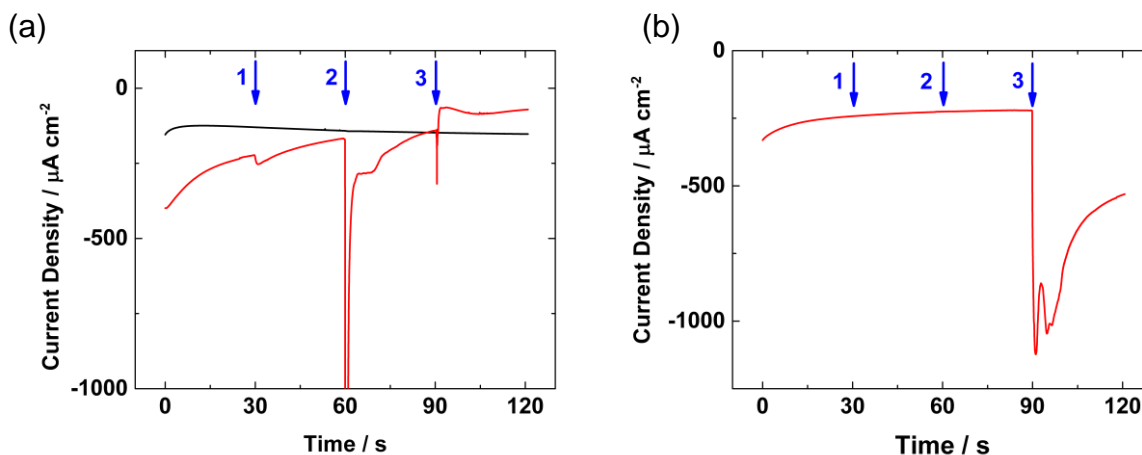 (a)
1 2 3
0
-500
-1000
Current Density / μA cm⁻²
0 30 60 90 120
Time / s
(b)
1 2 3
0
-500
-1000
Current Density / μA cm⁻²
0 30 60 90 120
Time / s